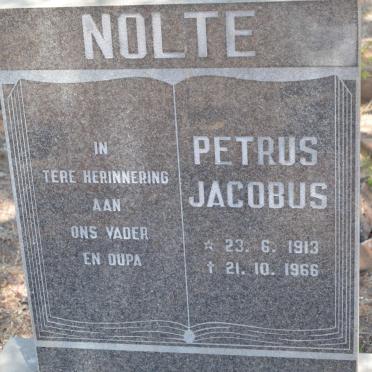 NOLTE
IN
TERE HERINNERING
AAN
ONS VADER
EN OUPA
PETRUS
JACOBUS
☆ 23. 6. 1913
† 21. 10. 1966